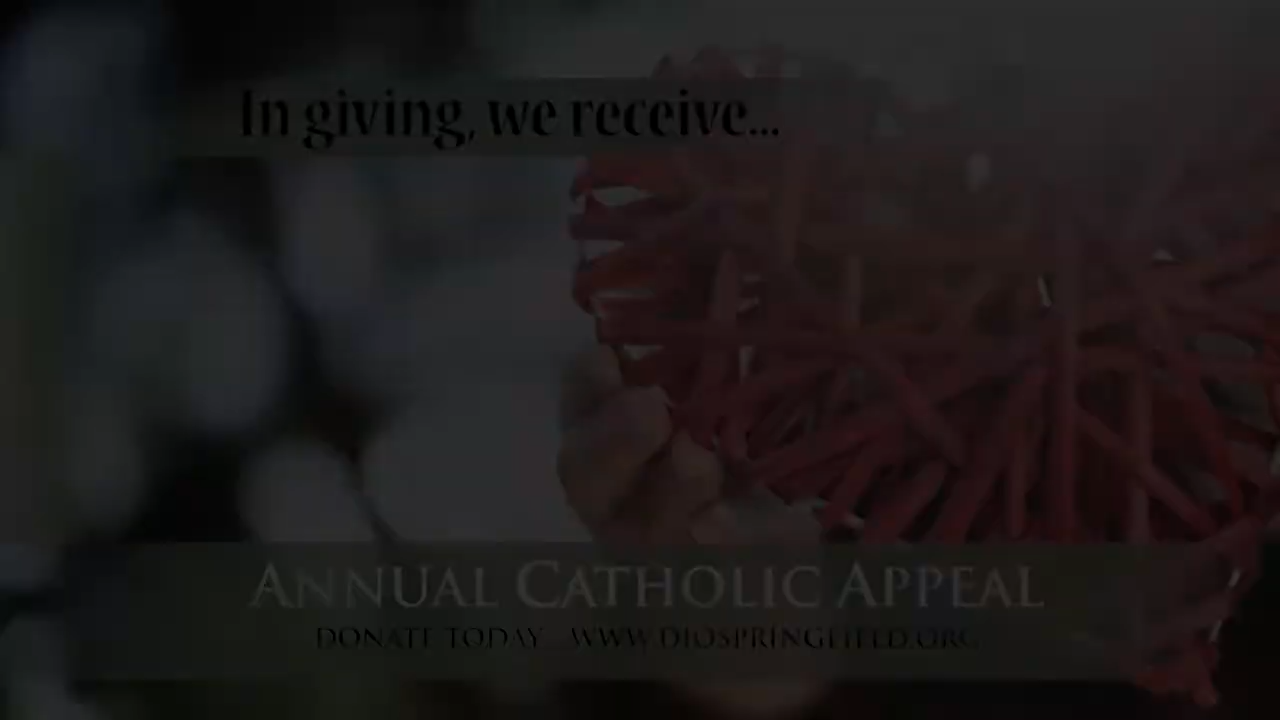 In giving, we receive...
ANNUAL CATHOLIC APPEAL
DONATE TODAY WWW.DIOSPRINGFIELD.ORG